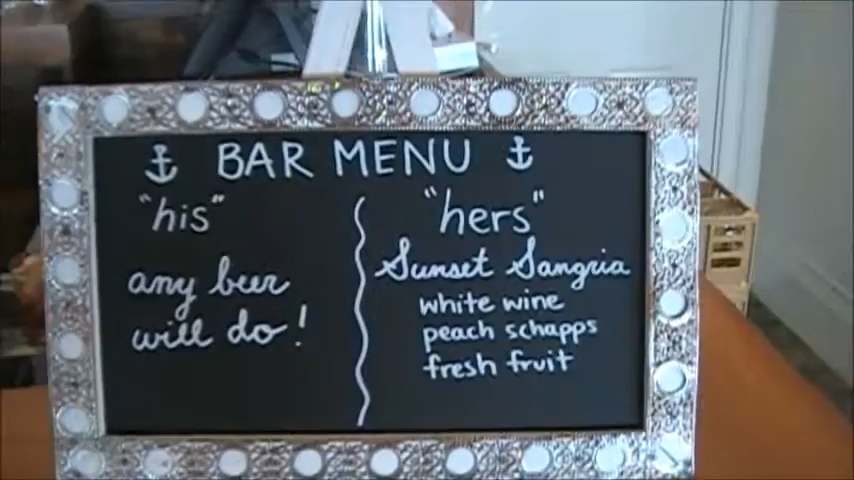 BAR MENU
"his"
any beer
will do!
"hers"
Sunset Sangria
white wine
peach schapps
fresh fruit